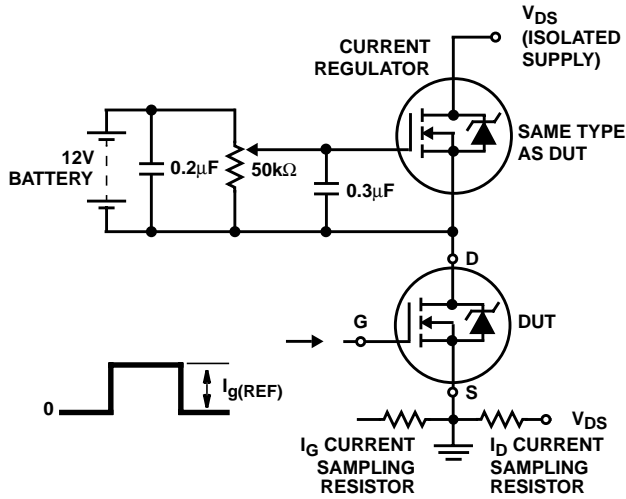 V_DS
(ISOLATED
SUPPLY)
CURRENT
REGULATOR
SAME TYPE
AS DUT
12V
BATTERY
0.2μF
50kΩ
0.3μF
D
G
DUT
0
I_g(REF)
S
V_DS
I_G CURRENT
SAMPLING
RESISTOR
I_D CURRENT
SAMPLING
RESISTOR